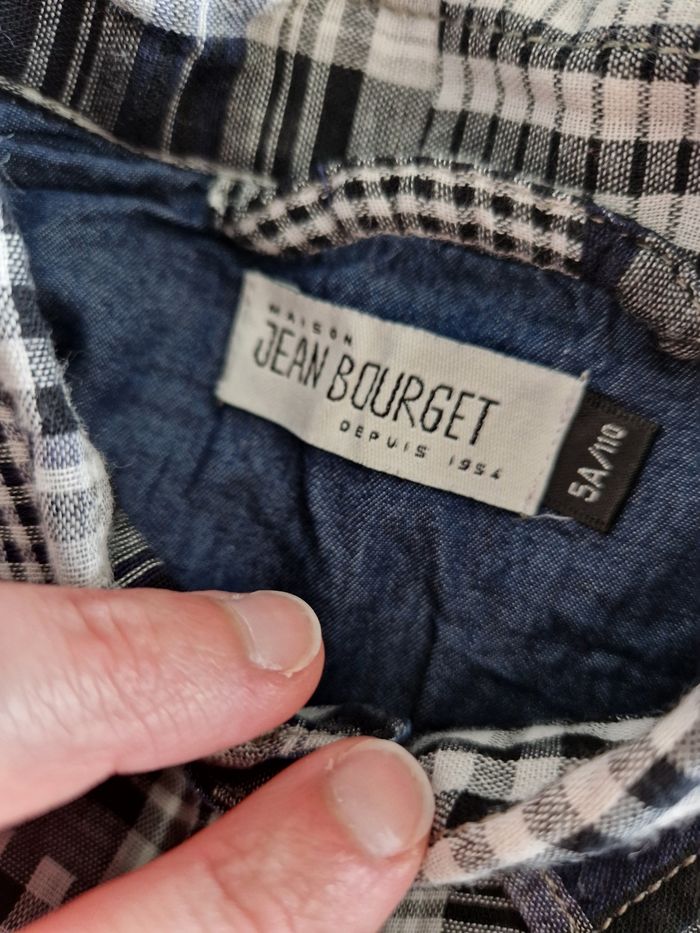 MAISON
JEAN BOURGET
DEPUIS 1954
5A/110